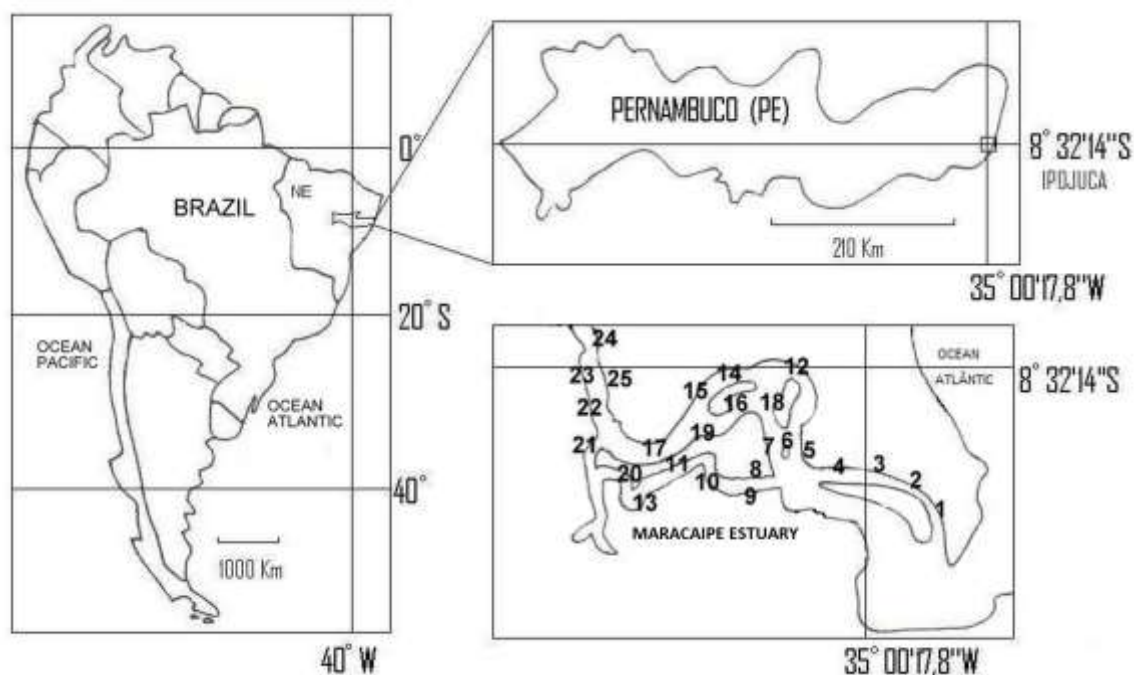 0°
NE
BRAZIL
20° S
OCEAN
PACIFIC
OCEAN
ATLANTIC
40°
1000 Km
40° W
PERNAMBUCO (PE)
8° 32'14"S
IPOJUCA
210 Km
35° 00'17,8"W
24
14
12
OCEAN
ATLÂNTIC
8° 32'14"S
23
25
15
16
18
22
19
21
17
7
6
5
11
20
8
4
3
10
2
13
9
1
MARACAIPE ESTUARY
35° 00'17,8"W